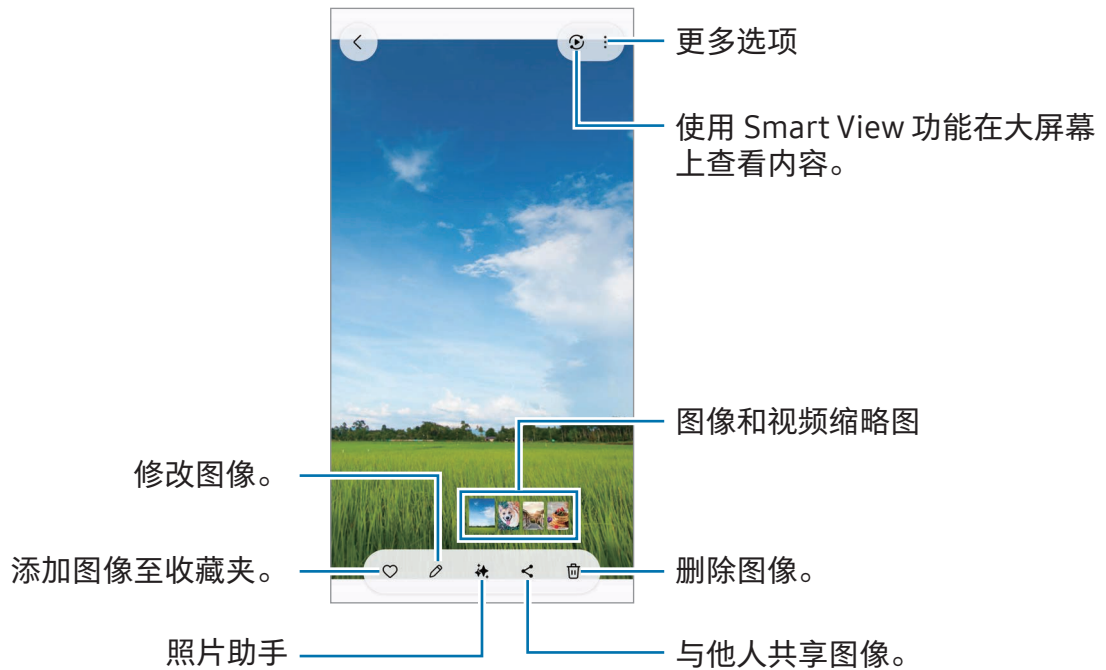 更多选项
使用 Smart View 功能在大屏幕
上查看内容。
图像和视频缩略图
修改图像。
添加图像至收藏夹。
删除图像。
照片助手
与他人共享图像。